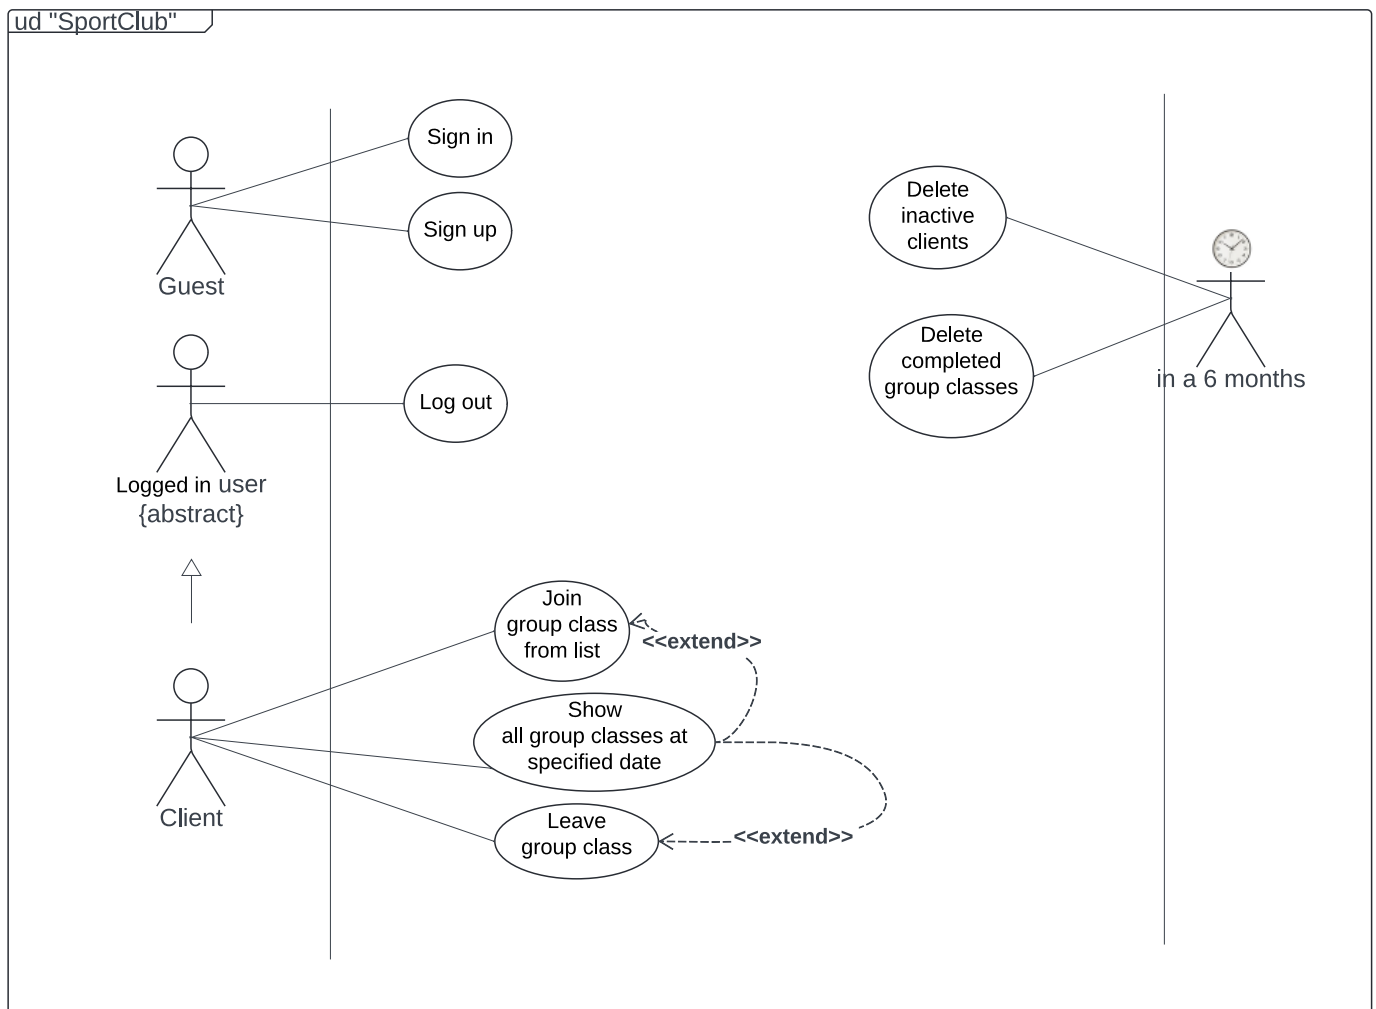 ud "SportClub"
Sign in
Sign up
Guest
Delete
inactive
clients
Delete
completed
group classes
in a 6 months
Log out
Logged in user
{abstract}
Join
group class
from list
<<extend>>
Show
all group classes at
specified date
Client
Leave
group class
<<extend>>